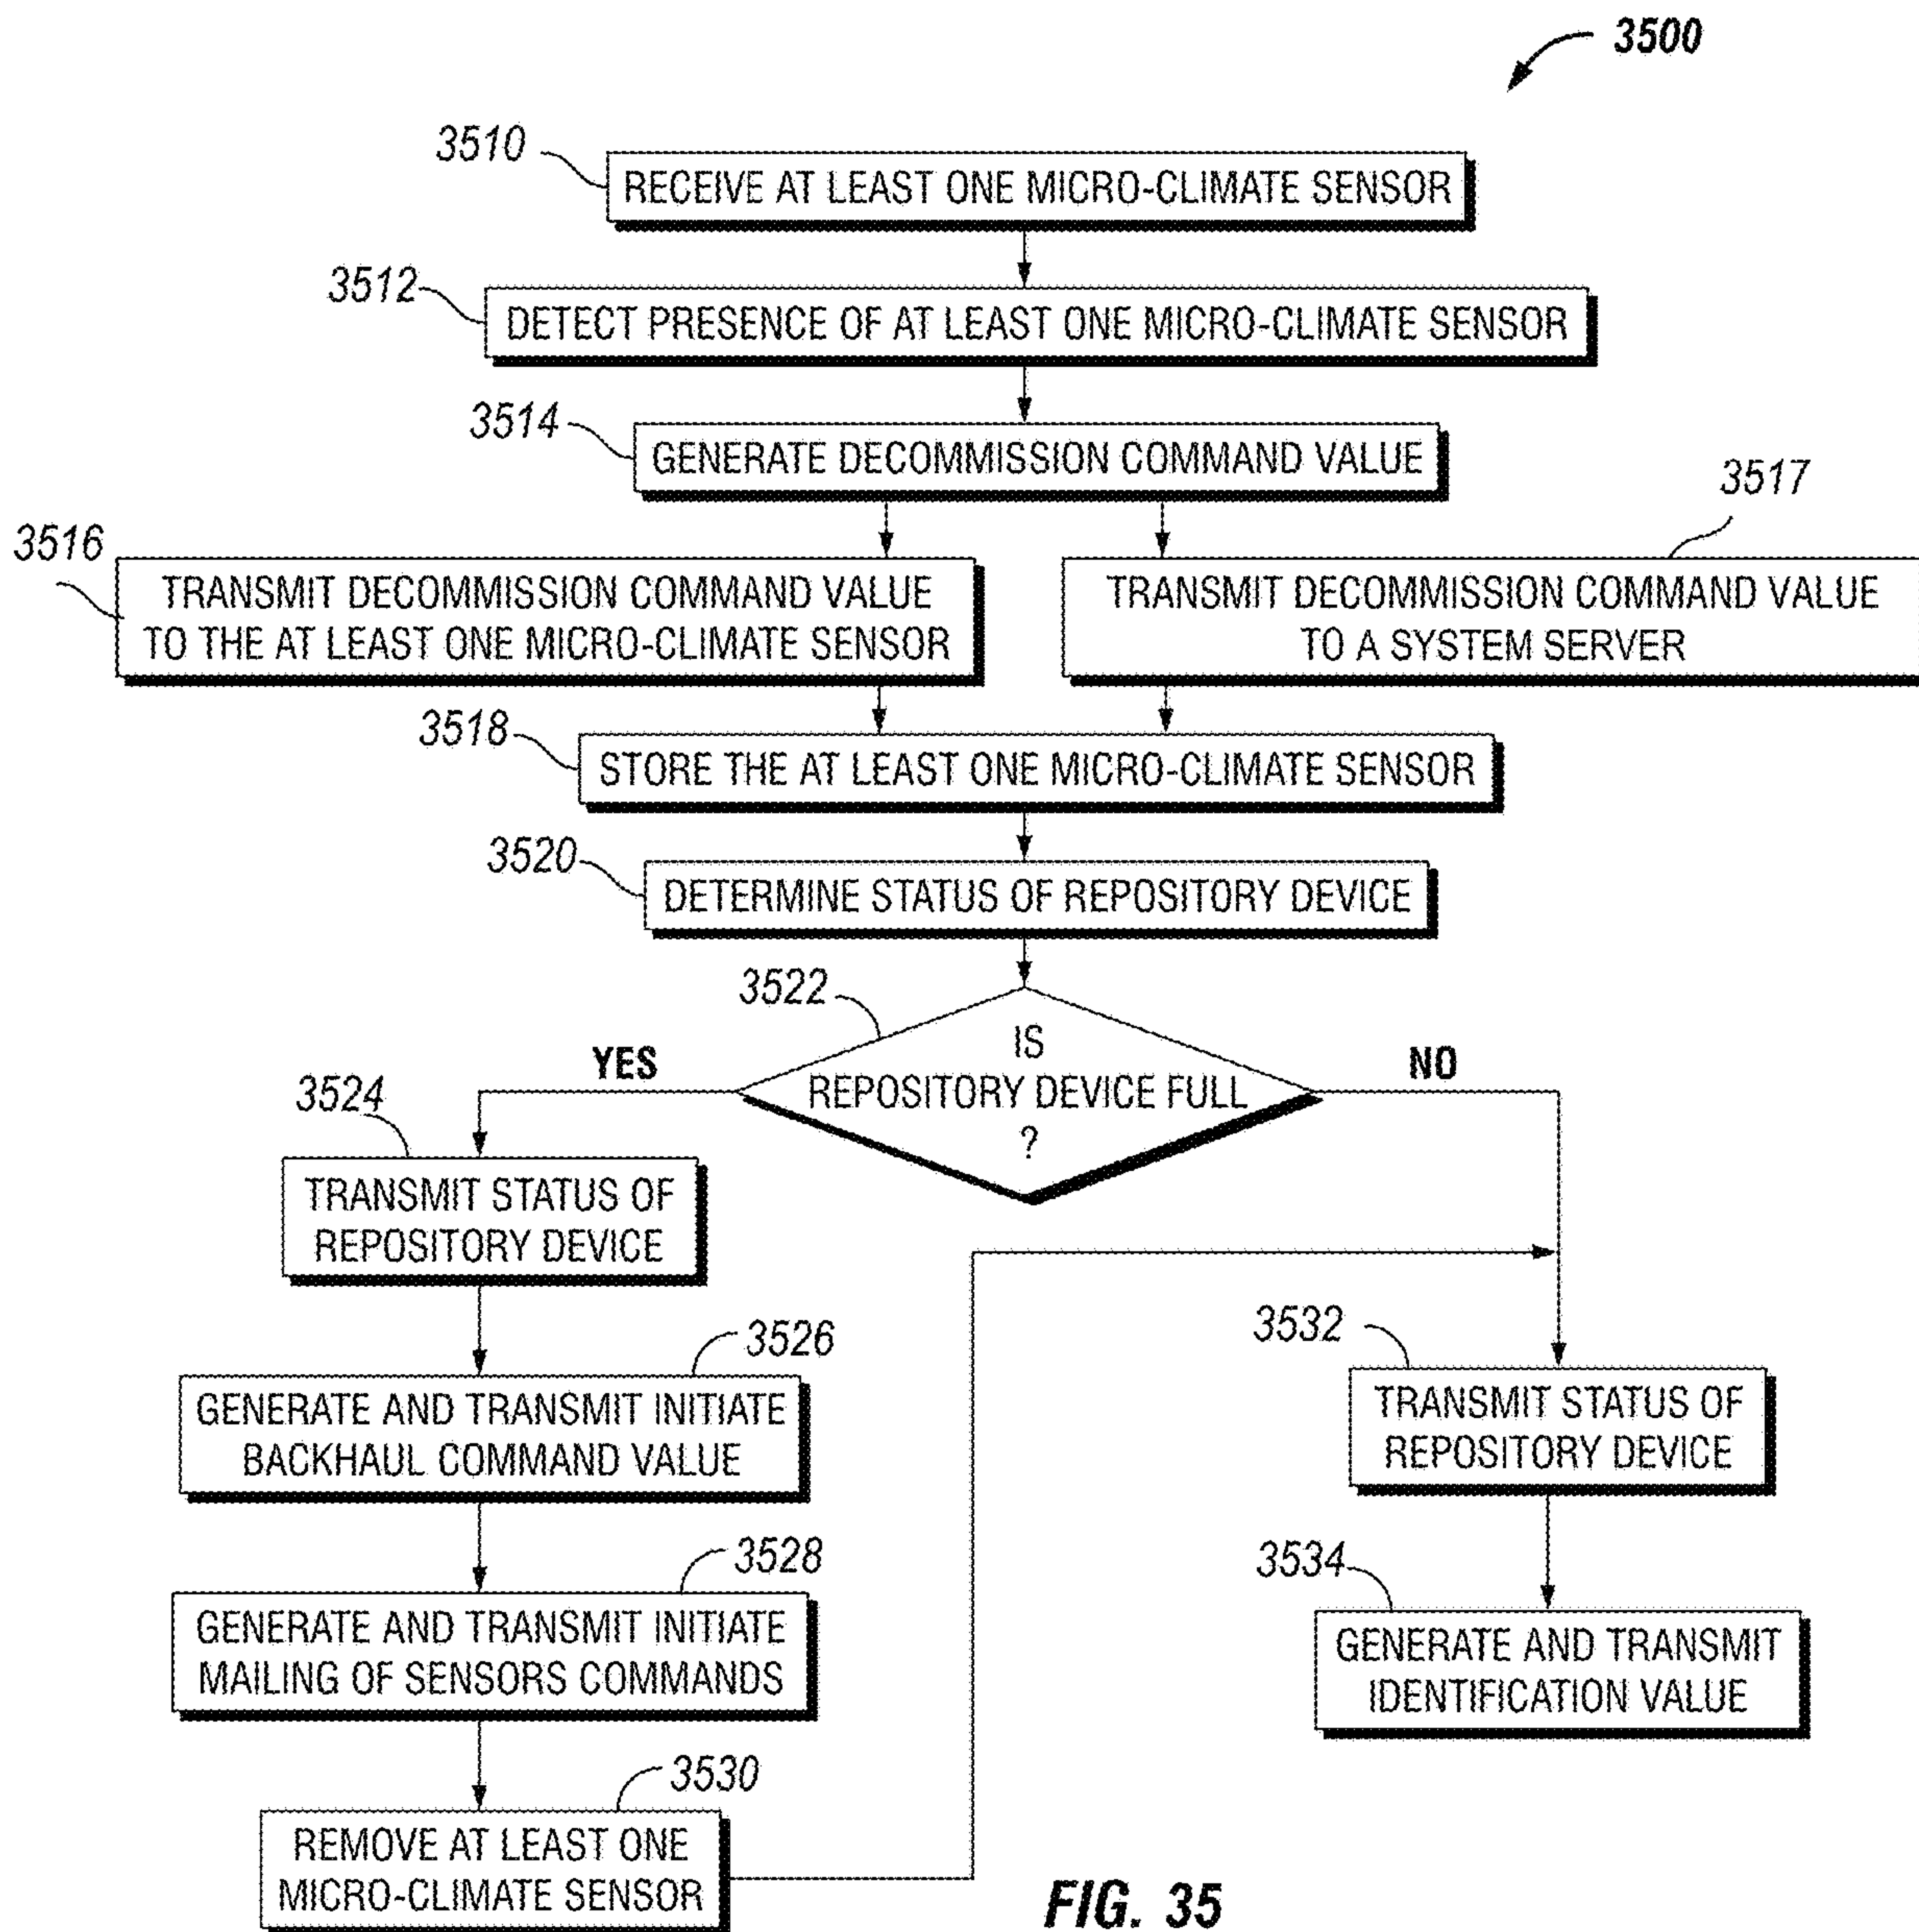 3500
3510
RECEIVE AT LEAST ONE MICRO-CLIMATE SENSOR
3512
DETECT PRESENCE OF AT LEAST ONE MICRO-CLIMATE SENSOR
3514
GENERATE DECOMMISSION COMMAND VALUE
3516
TRANSMIT DECOMMISSION COMMAND VALUE
TO THE AT LEAST ONE MICRO-CLIMATE SENSOR
3517
TRANSMIT DECOMMISSION COMMAND VALUE
TO A SYSTEM SERVER
3518
STORE THE AT LEAST ONE MICRO-CLIMATE SENSOR
3520
DETERMINE STATUS OF REPOSITORY DEVICE
3522
IS
REPOSITORY DEVICE FULL
?
YES
NO
3524
TRANSMIT STATUS OF
REPOSITORY DEVICE
3526
GENERATE AND TRANSMIT INITIATE
BACKHAUL COMMAND VALUE
3528
GENERATE AND TRANSMIT INITIATE
MAILING OF SENSORS COMMANDS
3530
REMOVE AT LEAST ONE
MICRO-CLIMATE SENSOR
3532
TRANSMIT STATUS OF
REPOSITORY DEVICE
3534
GENERATE AND TRANSMIT
IDENTIFICATION VALUE
FIG. 35